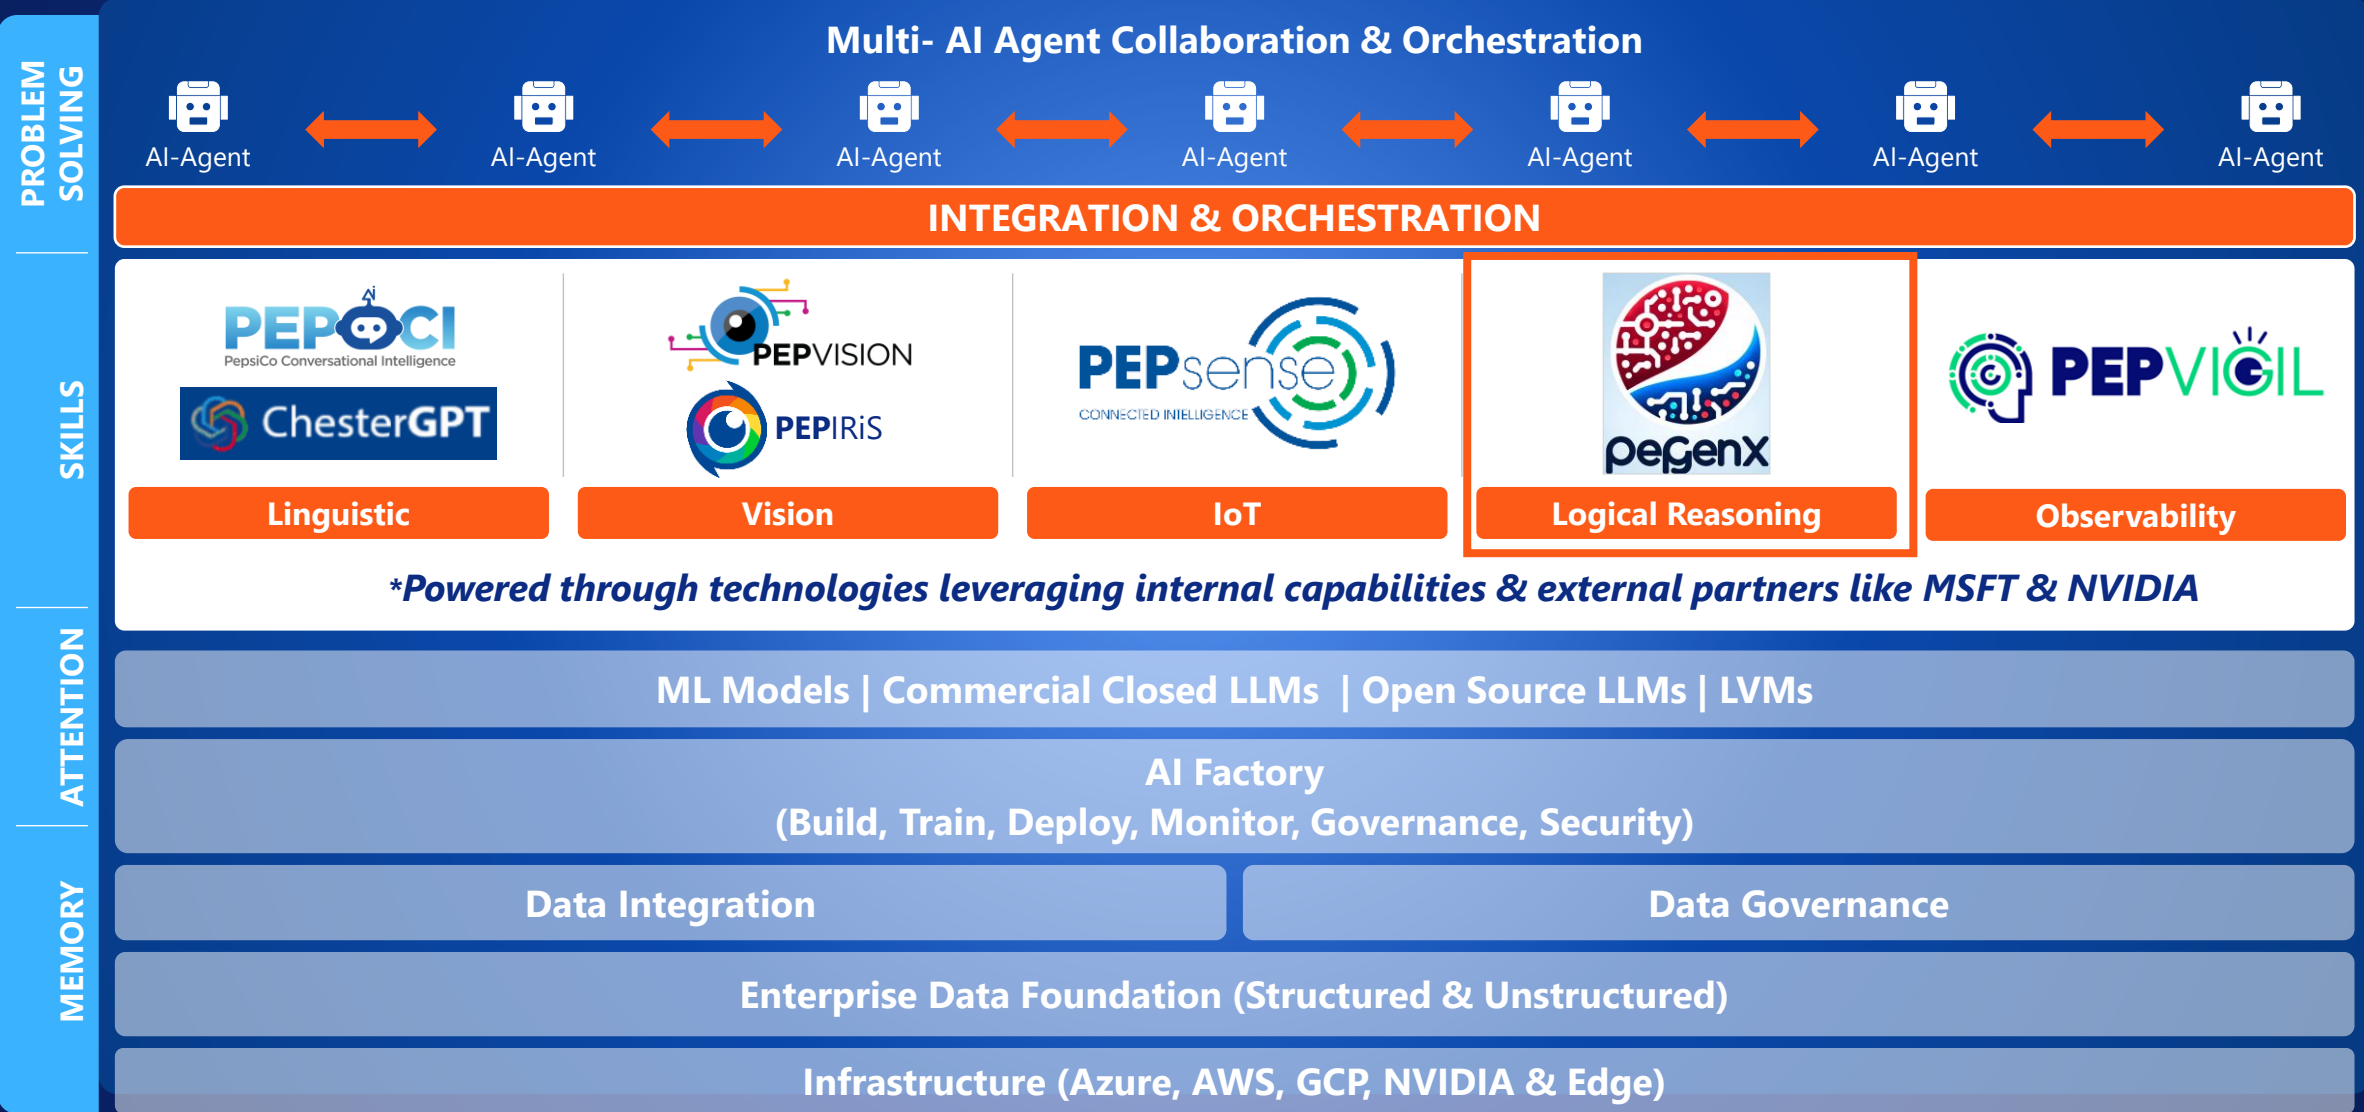 Multi- AI Agent Collaboration & Orchestration
PROBLEM
SOLVING
AI-Agent
AI-Agent
AI-Agent
AI-Agent
AI-Agent
AI-Agent
AI-Agent
INTEGRATION & ORCHESTRATION
SKILLS
Ai
PEPOCI
PepsiCo Conversational Intelligence
ChesterGPT
Linguistic
PEPVISION
PEPIRiS
Vision
PEPsense
CONNECTED INTELLIGENCE
IoT
pepGenX
Logical Reasoning
PEPVIGIL
Observability
*Powered through technologies leveraging internal capabilities & external partners like MSFT & NVIDIA
ATTENTION
ML Models | Commercial Closed LLMs | Open Source LLMs | LVMs
AI Factory
(Build, Train, Deploy, Monitor, Governance, Security)
MEMORY
Data Integration
Data Governance
Enterprise Data Foundation (Structured & Unstructured)
Infrastructure (Azure, AWS, GCP, NVIDIA & Edge)